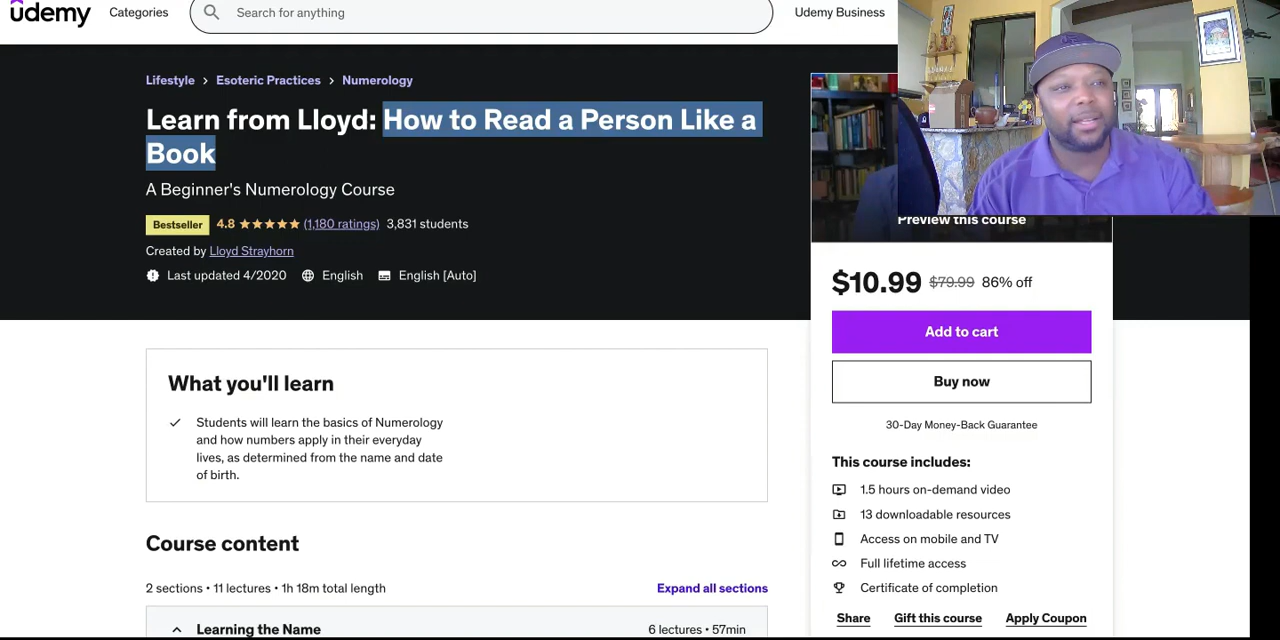 udemy
Categories
Search for anything
Udemy Business
Lifestyle > Esoteric Practices > Numerology
Learn from Lloyd: How to Read a Person Like a
Book
A Beginner's Numerology Course
Bestseller 4.8 (1,180 ratings) 3,831 students
Created by Lloyd Strayhorn
Last updated 4/2020 English English [Auto]
Preview this course
$10.99 $79.99 86% off
Add to cart
Buy now
30-Day Money-Back Guarantee
This course includes:
1.5 hours on-demand video
13 downloadable resources
Access on mobile and TV
Full lifetime access
Certificate of completion
Share Gift this course Apply Coupon
What you'll learn
Students will learn the basics of Numerology
and how numbers apply in their everyday
lives, as determined from the name and date
of birth.
Course content
2 sections • 11 lectures • 1h 18m total length
Expand all sections
Learning the Name
6 lectures • 57min